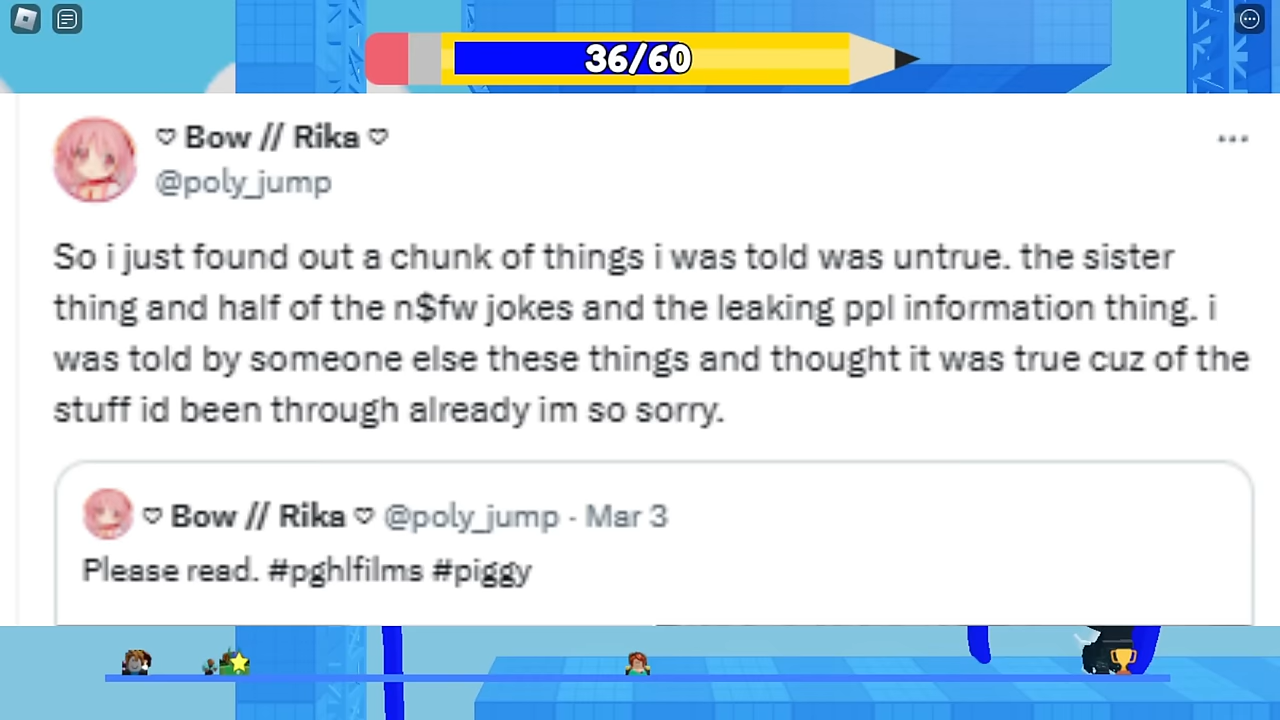 36/60
♡ Bow // Rika ♡
@poly_jump
So i just found out a chunk of things i was told was untrue. the sister
thing and half of the n$fw jokes and the leaking ppl information thing. i
was told by someone else these things and thought it was true cuz of the
stuff id been through already im so sorry.
♡ Bow // Rika ♡ @poly_jump · Mar 3
Please read. #pghlfilms #piggy